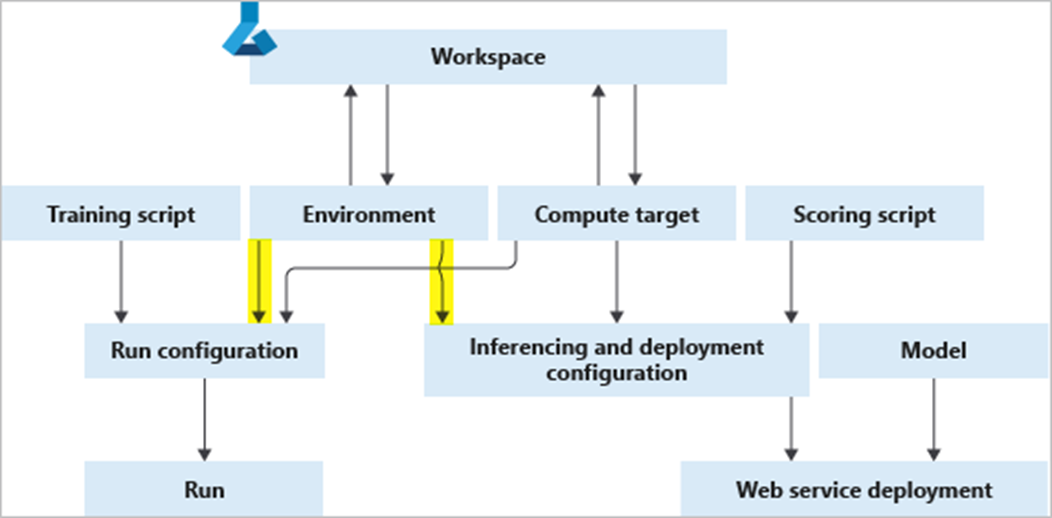 Workspace
Training script
Environment
Compute target
Scoring script
Run configuration
Inferencing and deployment
configuration
Model
Run
Web service deployment